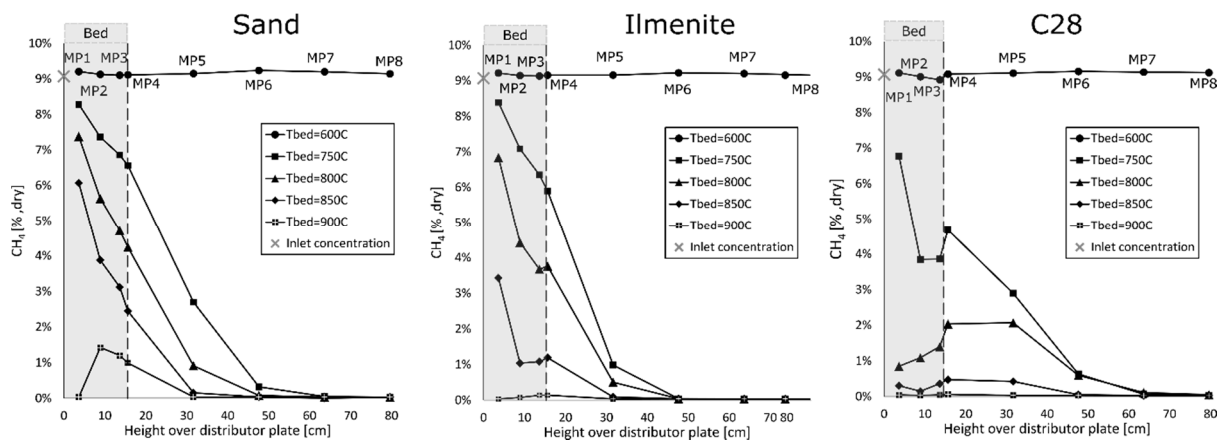 Sand
Bed
10%
9%
8%
7%
6%
5%
4%
3%
2%
1%
0%
CH4 [% ,dry]
MP1 MP3
MP2
MP4
MP5
MP6
MP7
MP8
Tbed=600C
Tbed=750C
Tbed=800C
Tbed=850C
Tbed=900C
Inlet concentration
0 10 20 30 40 50 60 70 80
Height over distributor plate [cm]
Ilmenite
Bed
10%
9%
8%
7%
6%
5%
4%
3%
2%
1%
0%
CH4 [% ,dry]
MP1 MP3
MP2
MP4
MP5
MP6
MP7
MP8
Tbed=600C
Tbed=750C
Tbed=800C
Tbed=850C
Tbed=900C
Inlet concentration
0 10 20 30 40 50 60 70 80
Height over distributor plate [cm]
C28
Bed
10%
9%
8%
7%
6%
5%
4%
3%
2%
1%
0%
CH4 [% ,dry]
MP2
MP1
MP3
MP4
MP5
MP6
MP7
MP8
Tbed=600C
Tbed=750C
Tbed=800C
Tbed=850C
Tbed=900C
Inlet concentration
0 10 20 30 40 50 60 70 80
Height over distributor plate [cm]